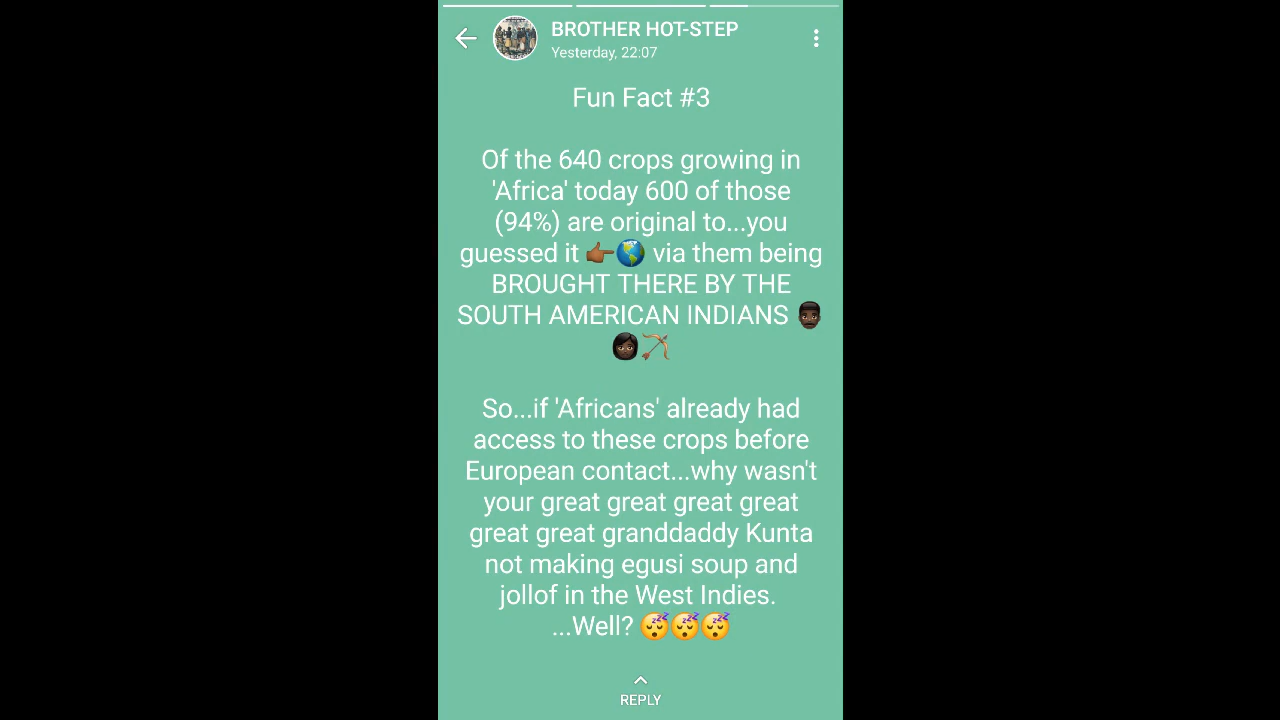 BROTHER HOT-STEP
Yesterday, 22:07
Fun Fact #3
Of the 640 crops growing in
'Africa' today 600 of those
(94%) are original to...you
guessed it 👉🏾🌎 via them being
BROUGHT THERE BY THE
SOUTH AMERICAN INDIANS 🧔🏿
👩🏿🏹
So...if 'Africans' already had
access to these crops before
European contact...why wasn't
your great great great great
great great granddaddy Kunta
not making egusi soup and
jollof in the West Indies.
...Well? 😴😴😴
REPLY